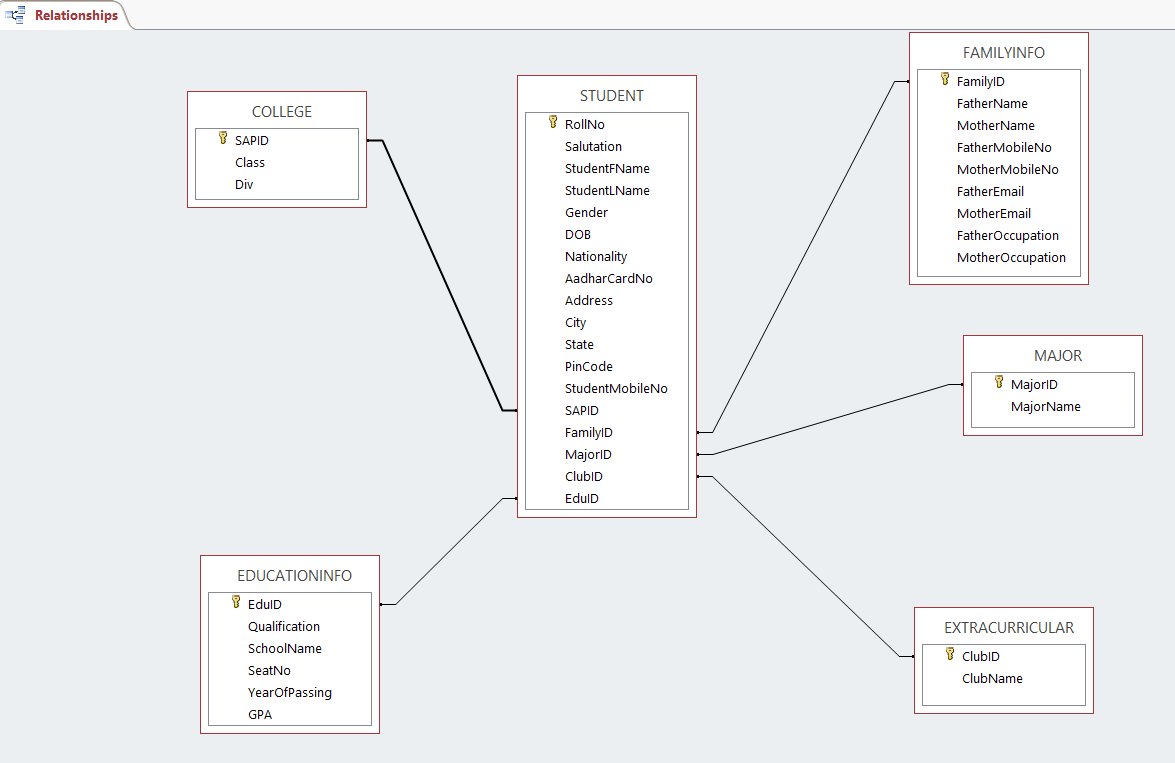 Relationships
COLLEGE
SAPID
Class
Div
STUDENT
RollNo
Salutation
StudentFName
StudentLName
Gender
DOB
Nationality
AadharCardNo
Address
City
State
PinCode
StudentMobileNo
SAPID
FamilyID
MajorID
ClubID
EduID
FAMILYINFO
FamilyID
FatherName
MotherName
FatherMobileNo
MotherMobileNo
FatherEmail
MotherEmail
FatherOccupation
MotherOccupation
MAJOR
MajorID
MajorName
EDUCATIONINFO
EduID
Qualification
SchoolName
SeatNo
YearOfPassing
GPA
EXTRACURRICULAR
ClubID
ClubName